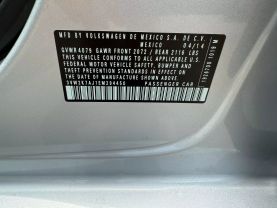 MFD BY VOLKSWAGEN DE MEXICO S.A. DE C.V.
MEXICO 04/14
GVWR 4079 GAWR FRONT 2072 / REAR 2116 LBS
THIS VEHICLE CONFORMS TO ALL APPLICABLE
FEDERAL MOTOR VEHICLE SAFETY, BUMPER AND
THEFT PREVENTION STANDARDS IN EFFECT
ON THE DATE OF MANUFACTURE SHOWN ABOVE
PASSENGER CAR